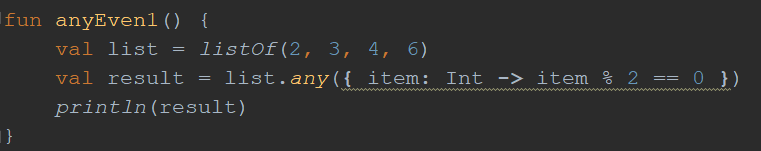 fun anyEven1() {
    val list = listOf(2, 3, 4, 6)
    val result = list.any({ item: Int -> item % 2 == 0 })
    println(result)
}